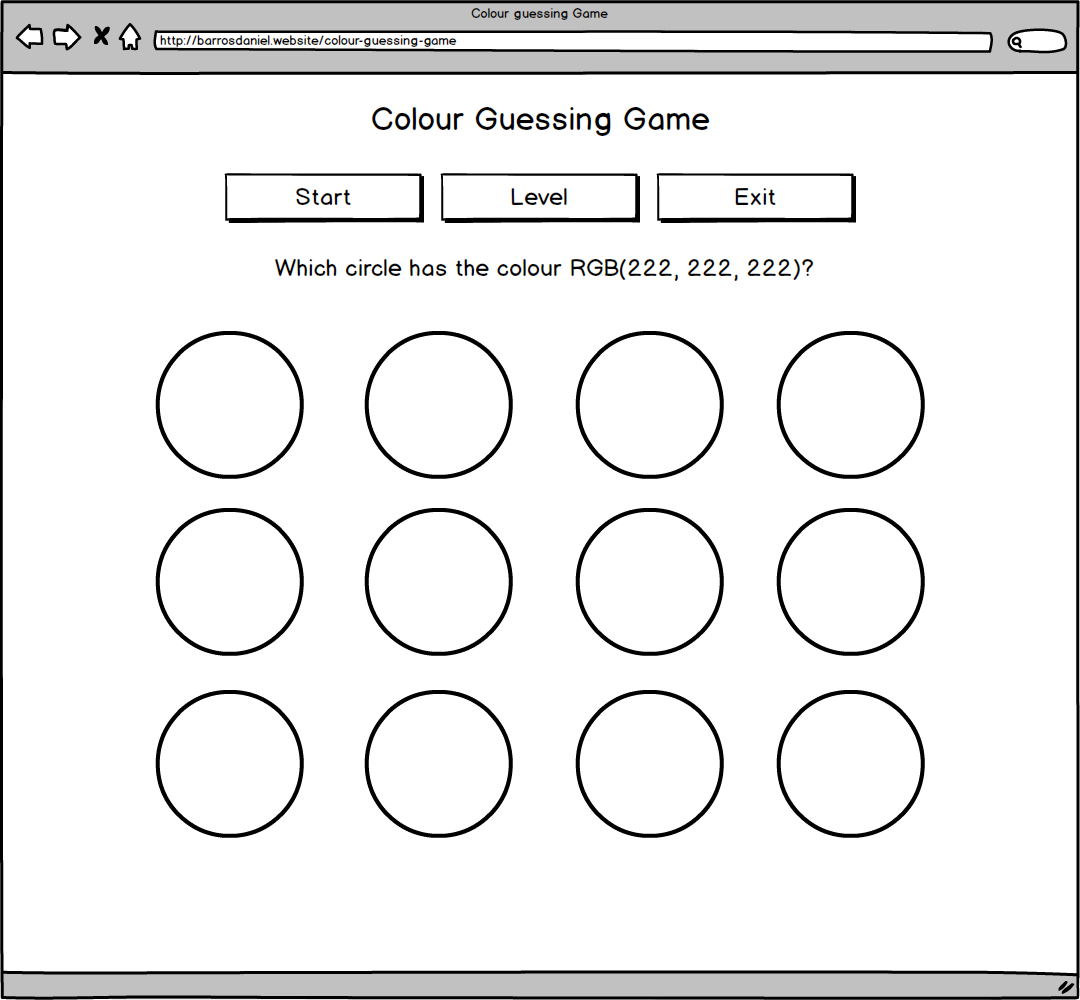 Colour guessing Game
http://barrosdaniel.website/colour-guessing-game
Colour Guessing Game
Start
Level
Exit
Which circle has the colour RGB(222, 222, 222)?